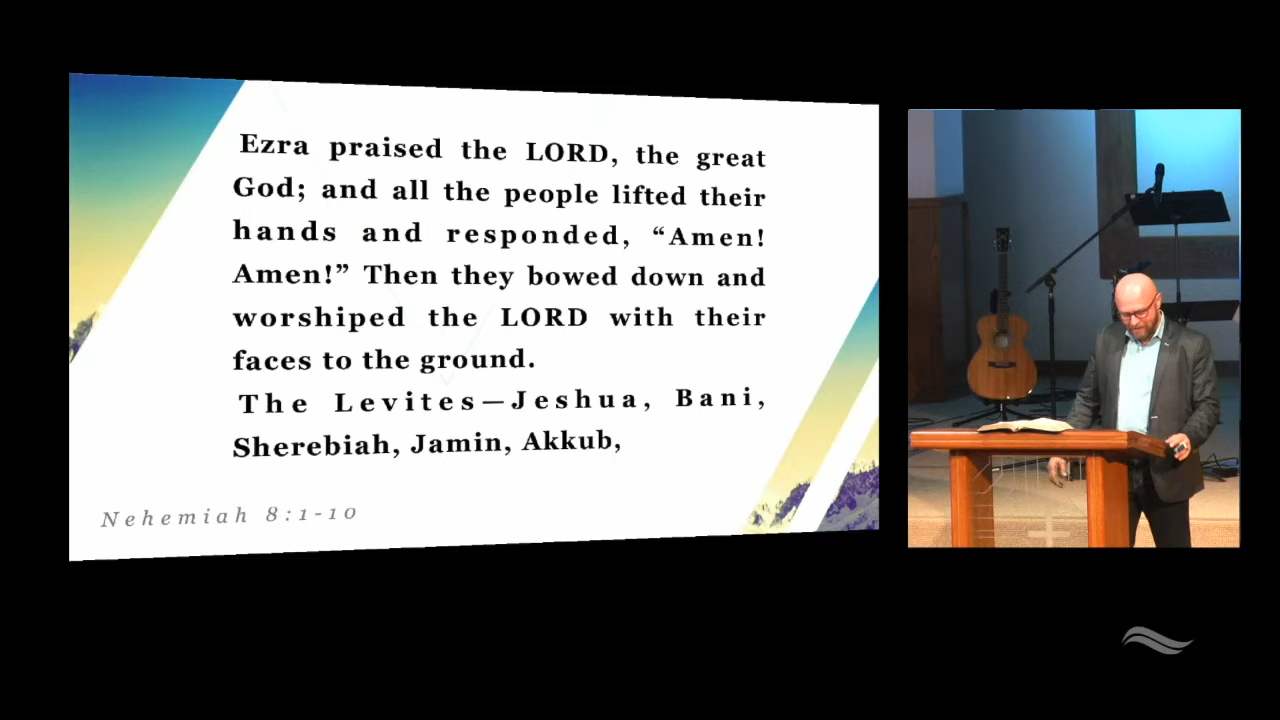 Ezra praised the LORD, the great
God; and all the people lifted their
hands and responded, “Amen!
Amen!” Then they bowed down and
worshiped the LORD with their
faces to the ground.
The Levites—Jeshua, Bani,
Sherebiah, Jamin, Akkub,
Nehemiah 8:1-10